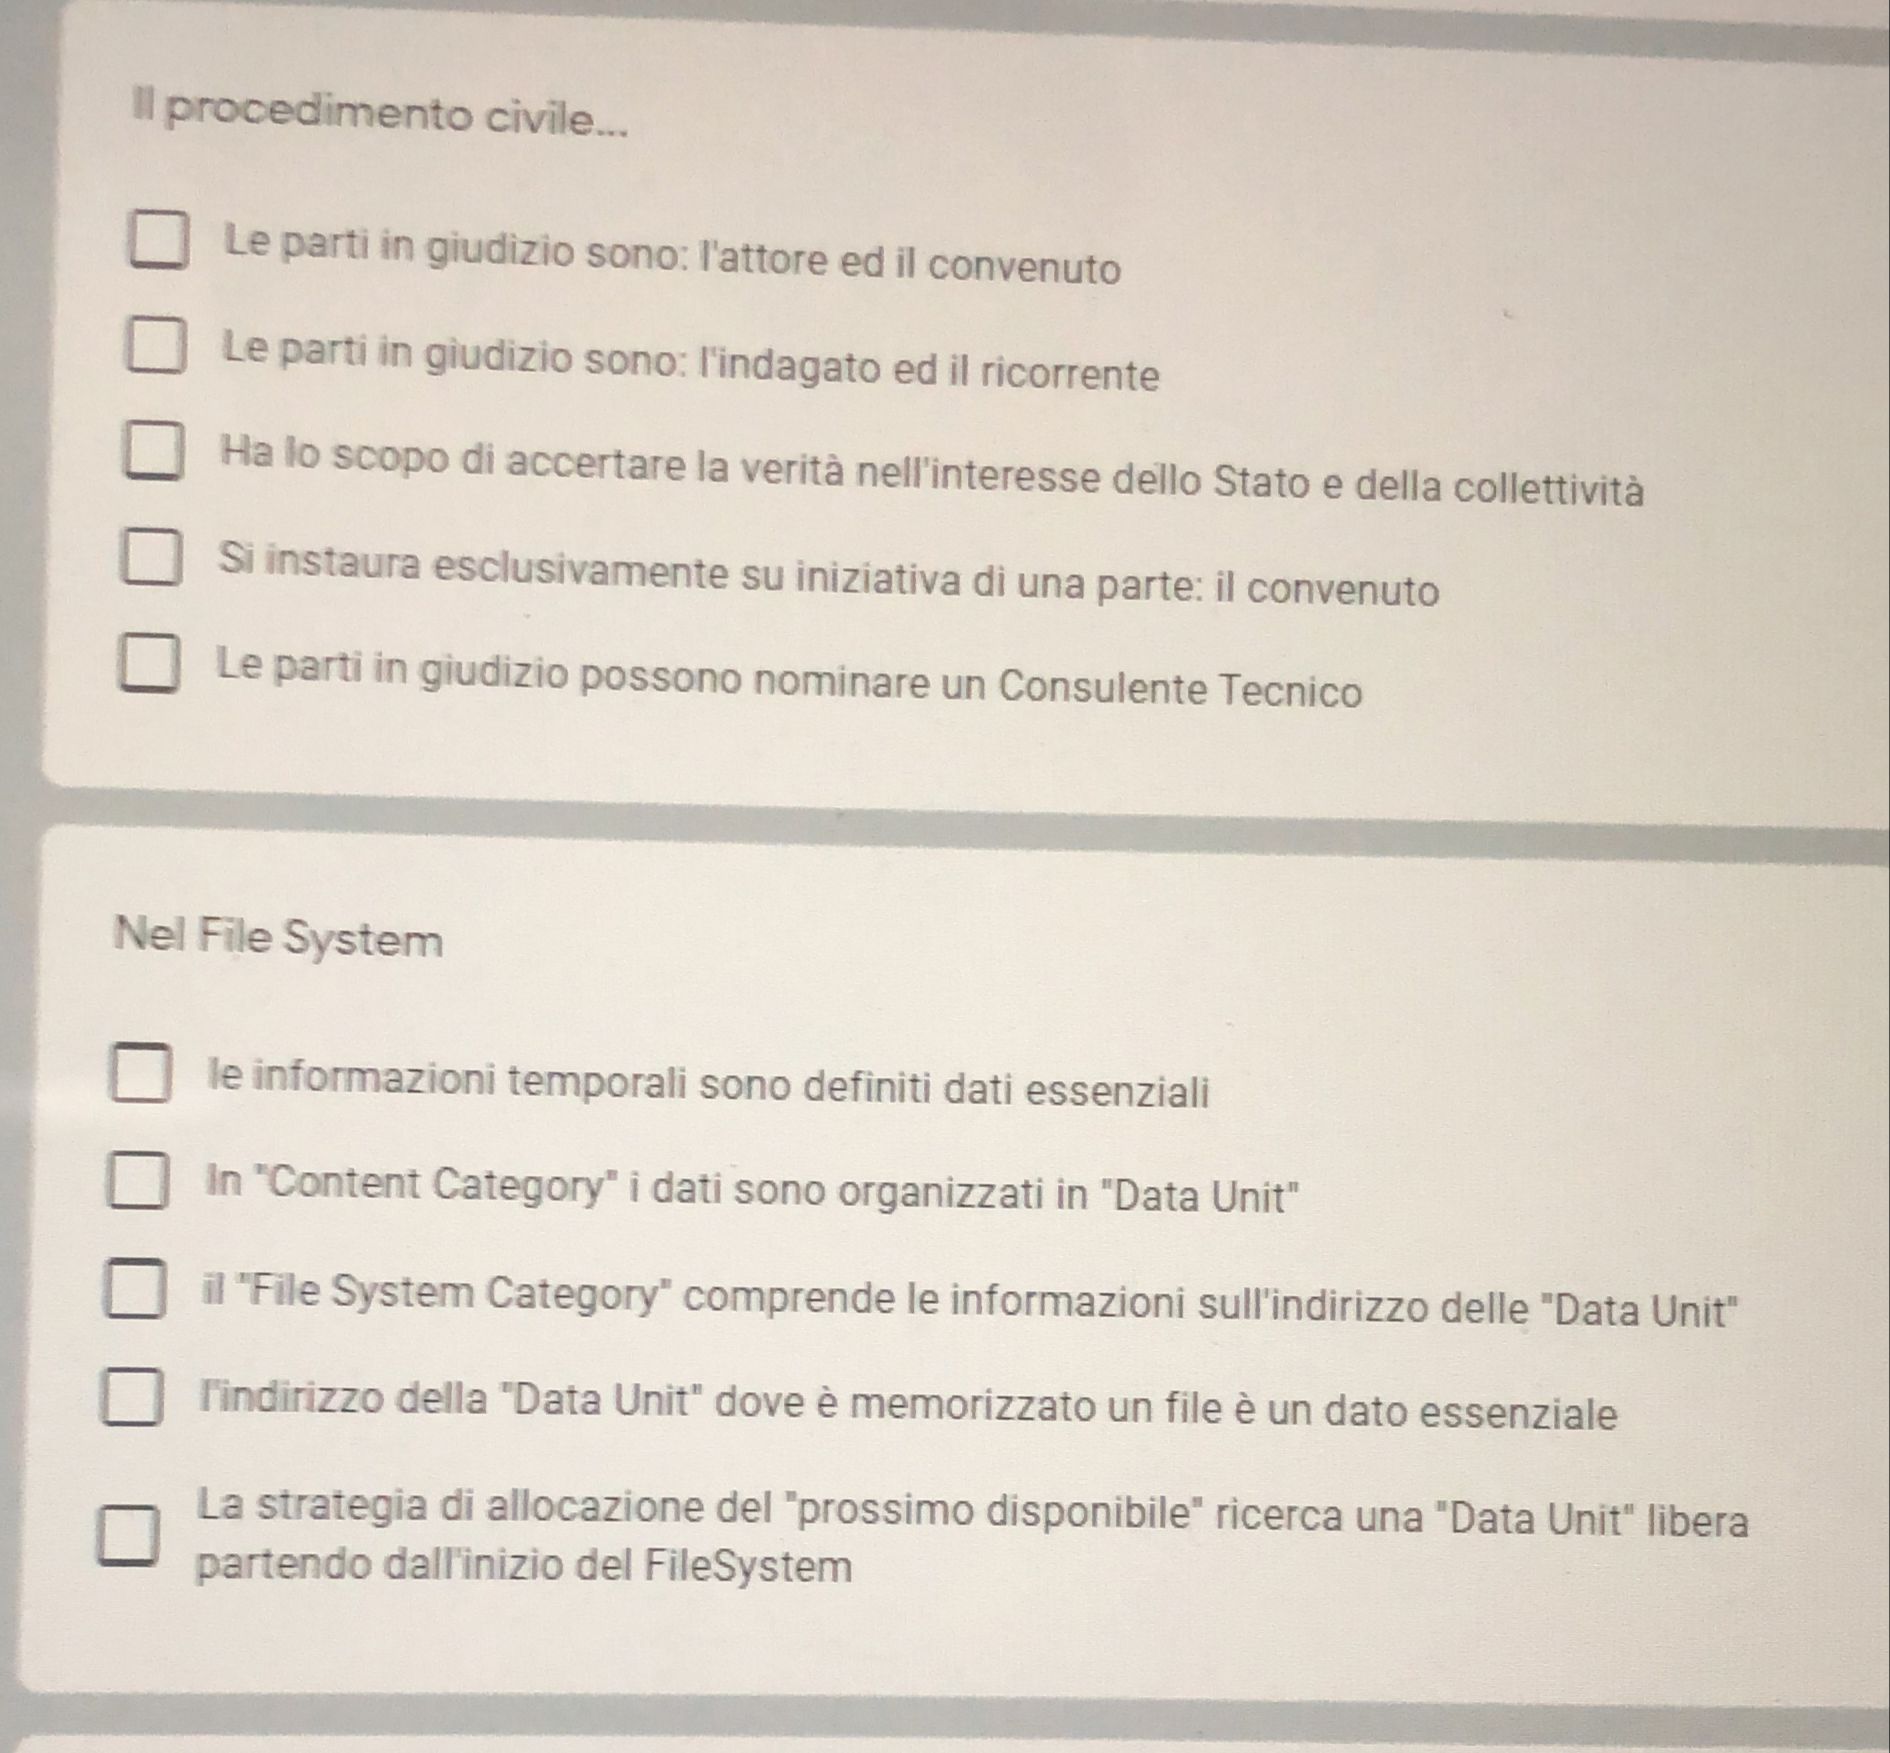 Il procedimento civile...
Le parti in giudizio sono: l'attore ed il convenuto
Le parti in giudizio sono: l'indagato ed il ricorrente
Ha lo scopo di accertare la verità nell'interesse dello Stato e della collettività
Si instaura esclusivamente su iniziativa di una parte: il convenuto
Le parti in giudizio possono nominare un Consulente Tecnico
Nel File System
le informazioni temporali sono definiti dati essenziali
In "Content Category" i dati sono organizzati in "Data Unit"
il "File System Category" comprende le informazioni sull'indirizzo delle "Data Unit"
l'indirizzo della "Data Unit" dove è memorizzato un file è un dato essenziale
La strategia di allocazione del "prossimo disponibile" ricerca una "Data Unit" libera
partendo dall'inizio del FileSystem